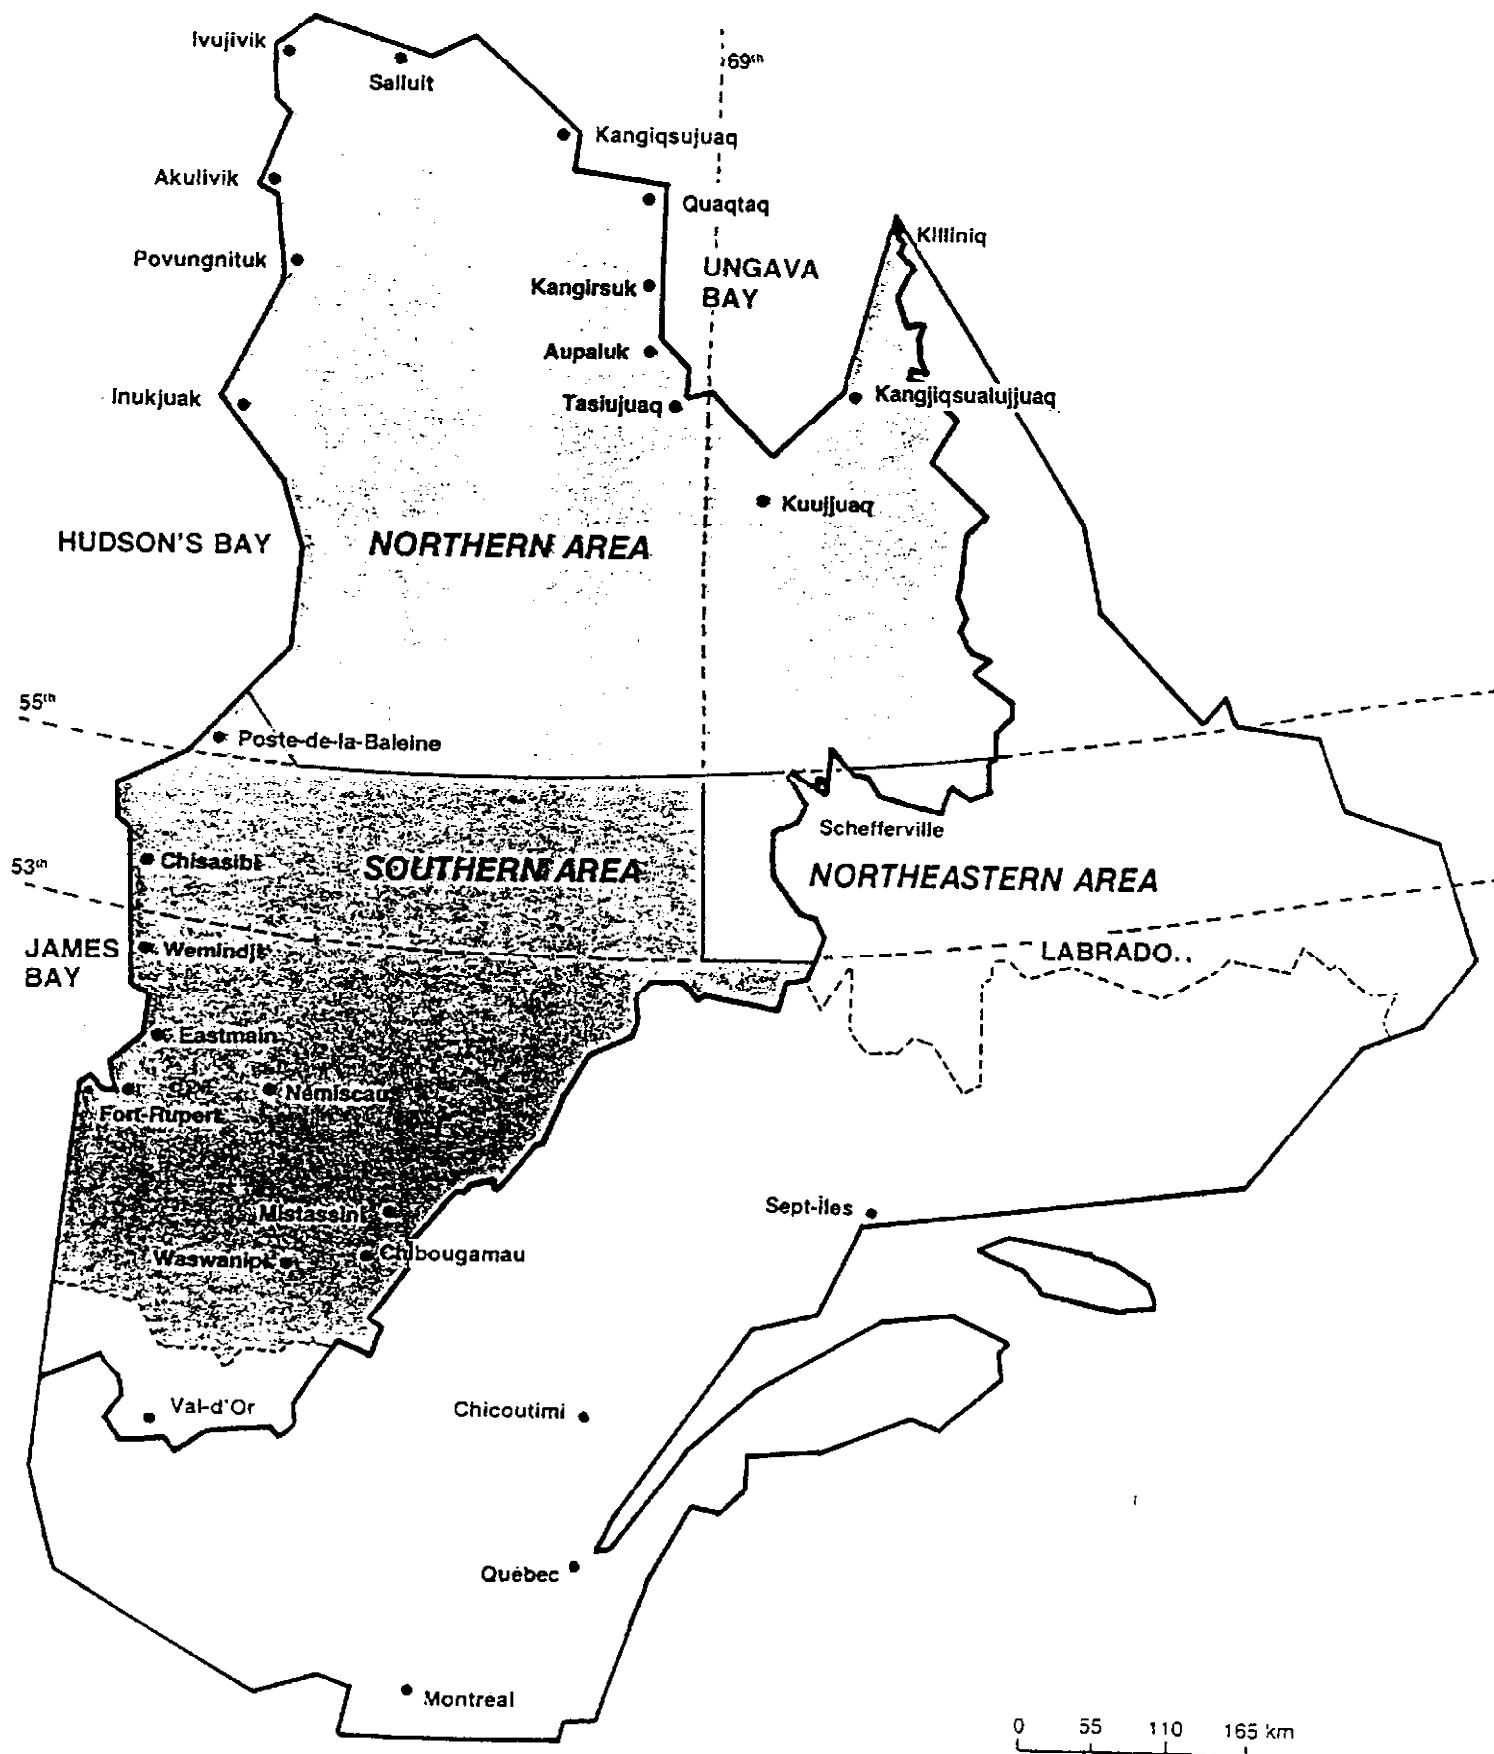 Ivujivik
69th
Salluit
Kangiqsujuaq
Akulivik
Quaqtaq
Killiniq
Povungnituk
UNGAVA
BAY
Kangirsuk
Aupaluk
Inukjuak
Tasiujuaq
Kangjiqsualujjuaq
Kuujjuaq
HUDSON'S BAY
NORTHERN AREA
55th
Poste-de-la-Baleine
Schefferville
53th
Chisasibi
SOUTHERN AREA
NORTHEASTERN AREA
JAMES
BAY
Wemindji
LABRADO..
Eastmain
Nemiscau
Fort-Rupert
Mistassini
Sept-îles
Waswanipi
Chibougamau
Val-d'Or
Chicoutimi
Québec
Montréal
0 55 110 165 km